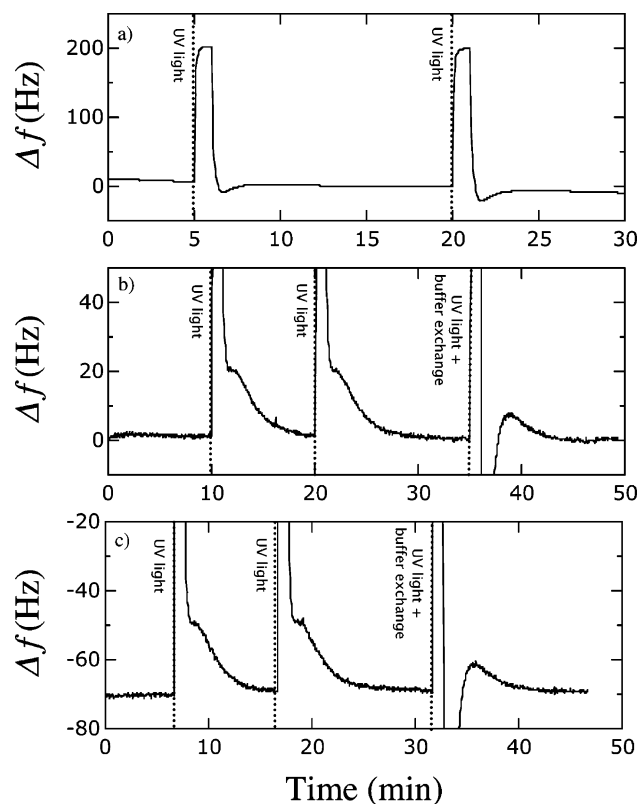 a)
UV light
UV light
200
100
0
Δf (Hz)
0 5 10 15 20 25 30
b)
UV light
UV light
UV light +
buffer exchange
40
20
0
Δf (Hz)
0 10 20 30 40 50
c)
UV light
UV light
UV light +
buffer exchange
-20
-40
-60
-80
Δf (Hz)
0 10 20 30 40 50
Time (min)